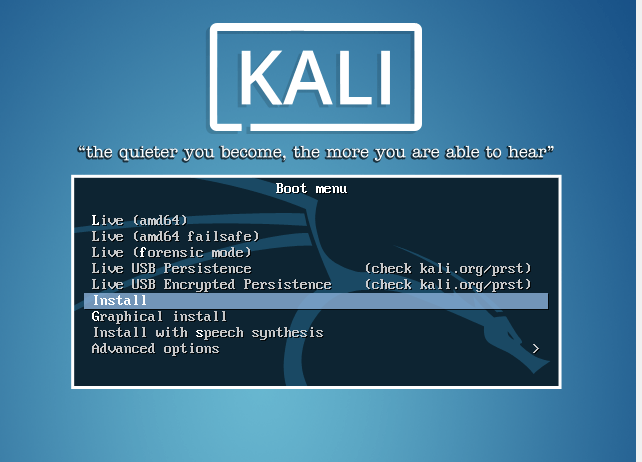 KALI
“the quieter you become, the more you are able to hear”
Boot menu
Live (amd64)
Live (amd64 failsafe)
Live (forensic mode)
Live USB Persistence (check kali.org/prst)
Live USB Encrypted Persistence (check kali.org/prst)
Install
Graphical install
Install with speech synthesis
Advanced options >